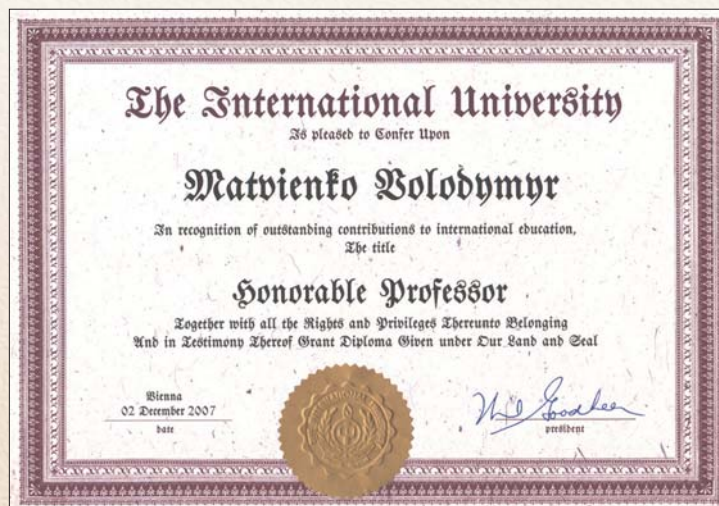 The International University
Is pleased to Confer Upon
Matvienko Volodymyr
In recognition of outstanding contributions to international education,
The title
Honorable Professor
Together with all the Rights and Privileges Thereunto Belonging
And in Testimony Thereof Grant Diploma Given under Our Land and Seal
Vienna
02 December 2007
date
president